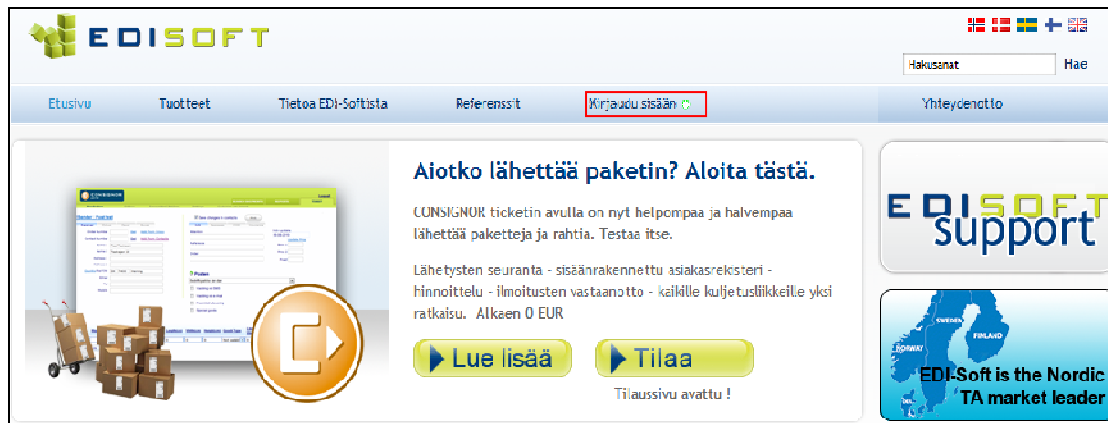 EDISOFT
Hakusanat
Hae
Etusivu
Tuotteet
Tietoa EDI-Softista
Referenssit
Kirjaudu sisään
Yhteydenotto
CONSIGNOR
Aiotko lähettää paketin? Aloita tästä.
CONSIGNOR ticketin avulla on nyt helpompaa ja halvempaa
lähettää paketteja ja rahtia. Testaa itse.
Lähetysten seuranta - sisäänrakennettu asiakasrekisteri -
hinnoittelu - ilmoitusten vastaanotto - kaikille kuljetusliikkeille yksi
ratkaisu. Alkaen 0 EUR
Lue lisää
Tilaa
Tilaussivu avattu !
EDISOFT
support
SWEDEN
FINLAND
NORWAY
EDI-Soft is the Nordic
TA market leader